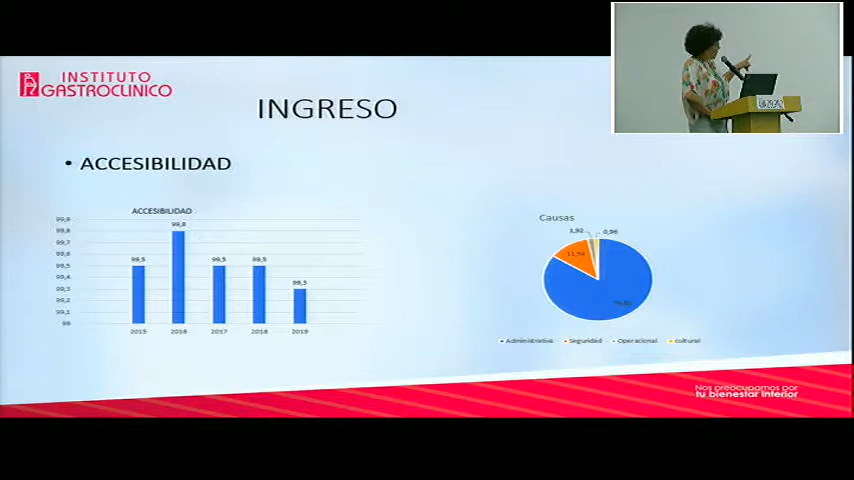 INSTITUTO
GASTROCLINICO
INGRESO
• ACCESIBILIDAD
ACCESIBILIDAD
99,9
99,8
99,7
99,6
99,5
99,4
99,3
99,2
99,1
99
99,5
99,8
99,5
99,5
99,3
2015
2016
2017
2018
2019
Causas
1,92
0,96
11,54
Administrativa
Seguridad
Operacional
cultural
Nos preocupamos por
tu bienestar interior